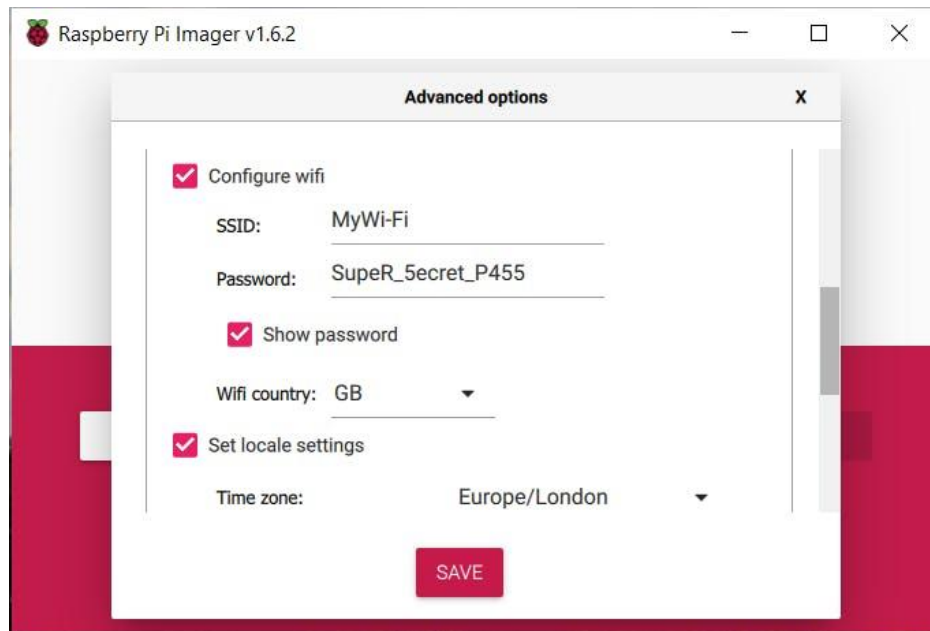 Raspberry Pi Imager v1.6.2
Advanced options X
Configure wifi
SSID: MyWi-Fi
Password: SupeR_5ecret_P455
Show password
Wifi country: GB
Set locale settings
Time zone: Europe/London
SAVE